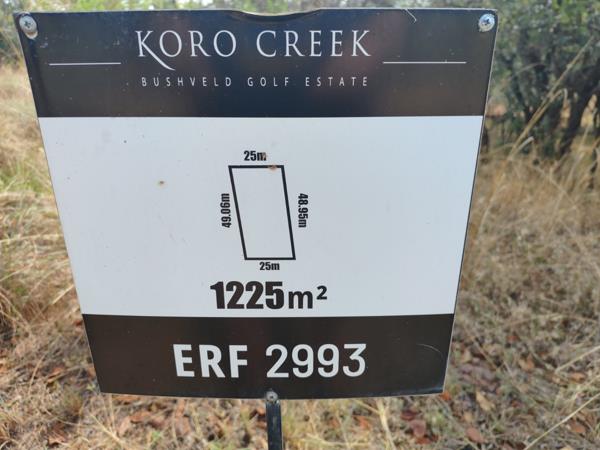 KORO CREEK
BUSHVELD GOLF ESTATE
25m
49.06m
48.95m
25m
1225m²
ERF 2993